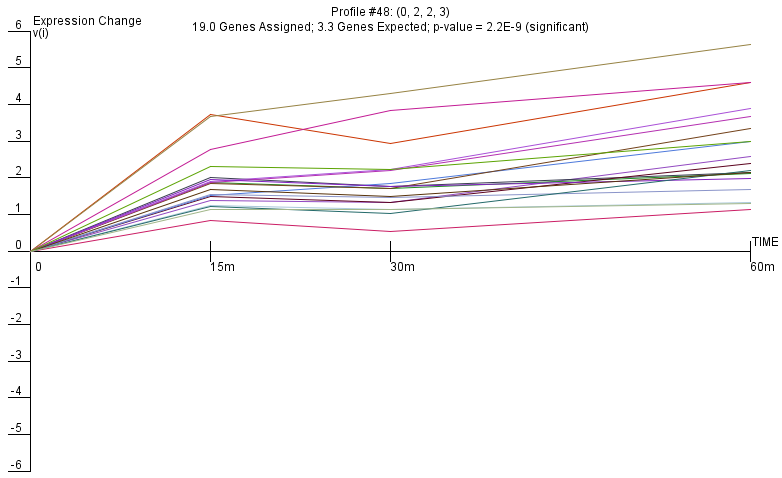 Profile #48: (0, 2, 2, 3)
Expression Change
v(i)
19.0 Genes Assigned; 3.3 Genes Expected; p-value = 2.2E-9 (significant)
6
5
4
3
2
1
0
TIME
0
15m
30m
60m
-1
-2
-3
-4
-5
-6